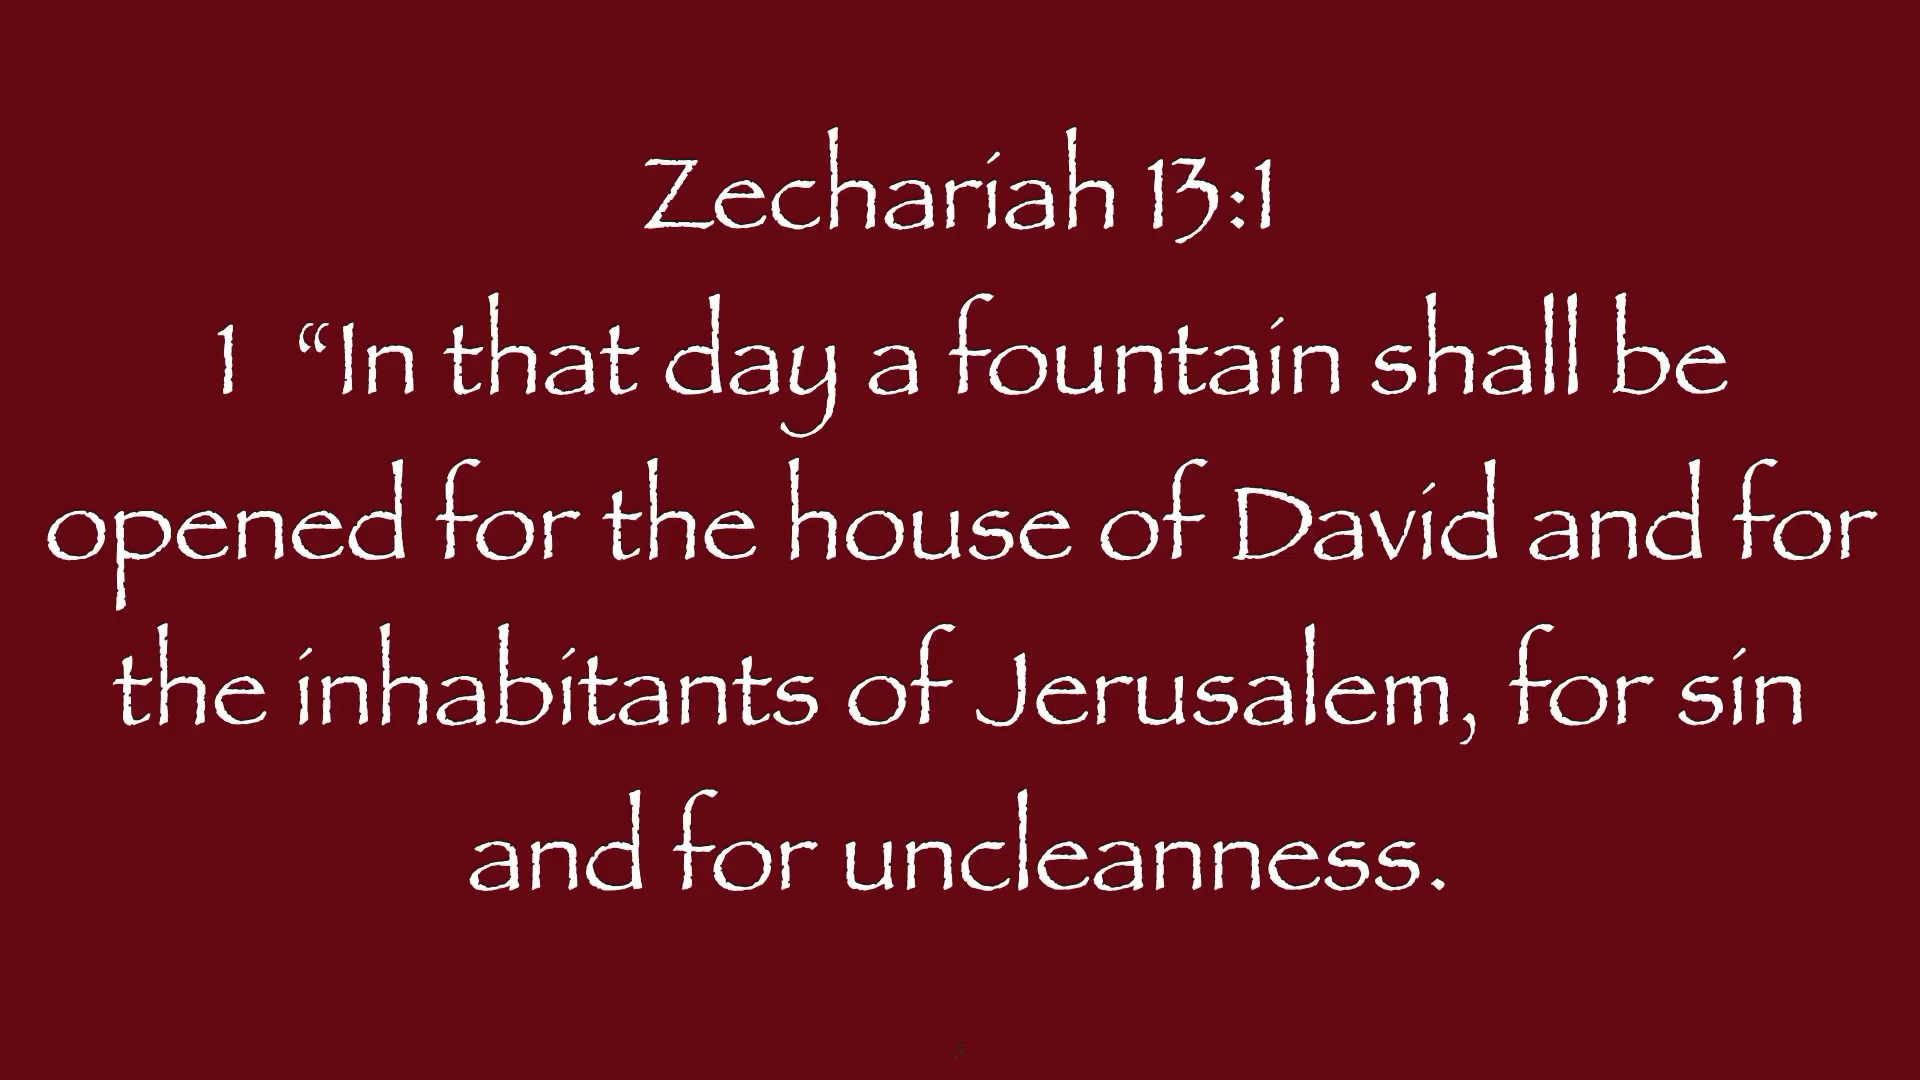 Zechariah 13:1
1 “In that day a fountain shall be
opened for the house of David and for
the inhabitants of Jerusalem, for sin
and for uncleanness.
8